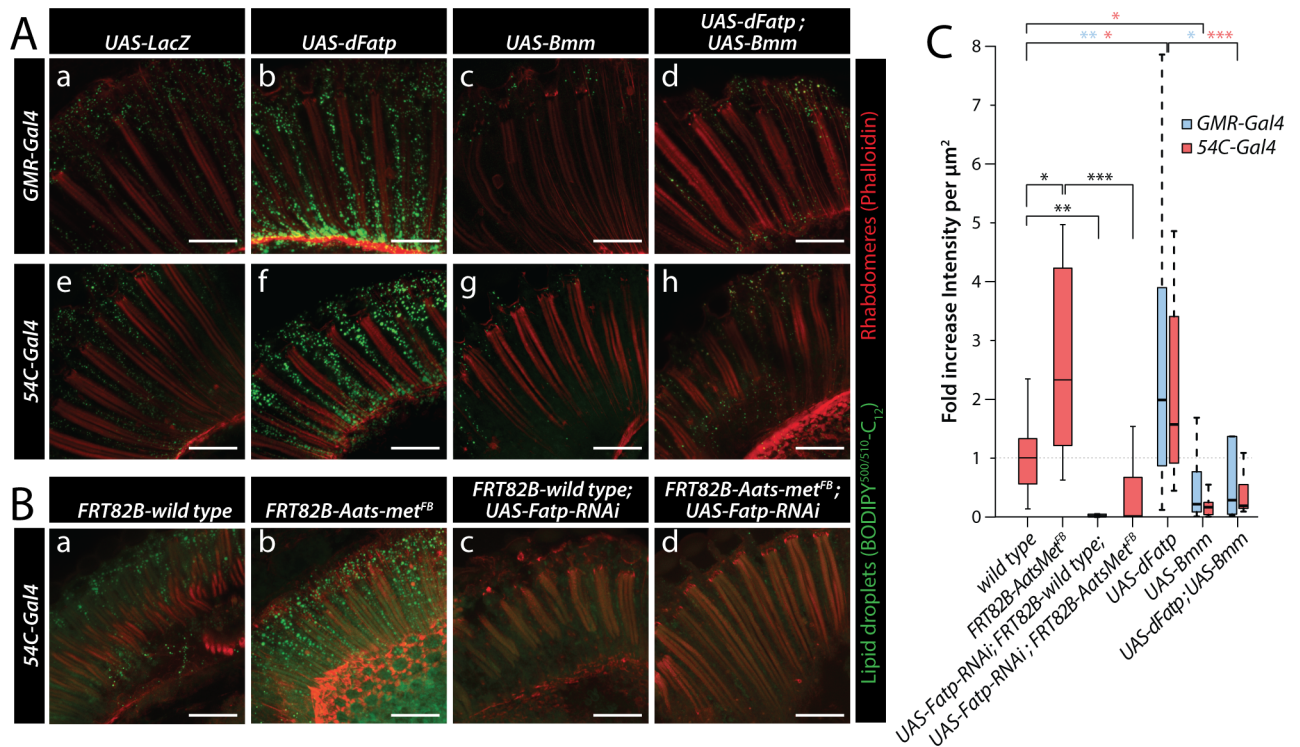 A
UAS-LacZ
UAS-dFatp
UAS-Bmm
UAS-dFatp ;
UAS-Bmm
GMR-Gal4
a
b
c
d
54C-Gal4
e
f
g
h
B
FRT82B-wild type
FRT82B-Aats-metFB
FRT82B-wild type;
UAS-Fatp-RNAi
FRT82B-Aats-metFB ;
UAS-Fatp-RNAi
54C-Gal4
a
b
c
d
Lipid droplets (BODIPY500/510-C12)
Rhabdomeres (Phalloidin)
C
*
** *
* ***
* ***
**
GMR-Gal4
54C-Gal4
Fold increase Intensity per µm2
8
7
6
5
4
3
2
1
0
wild type
FRT82B-AatsMetFB
UAS-Fatp-RNAi; FRT82B-wild type;
UAS-Fatp-RNAi ; FRT82B-AatsMetFB
UAS-dFatp
UAS-Bmm
UAS-dFatp ; UAS-Bmm